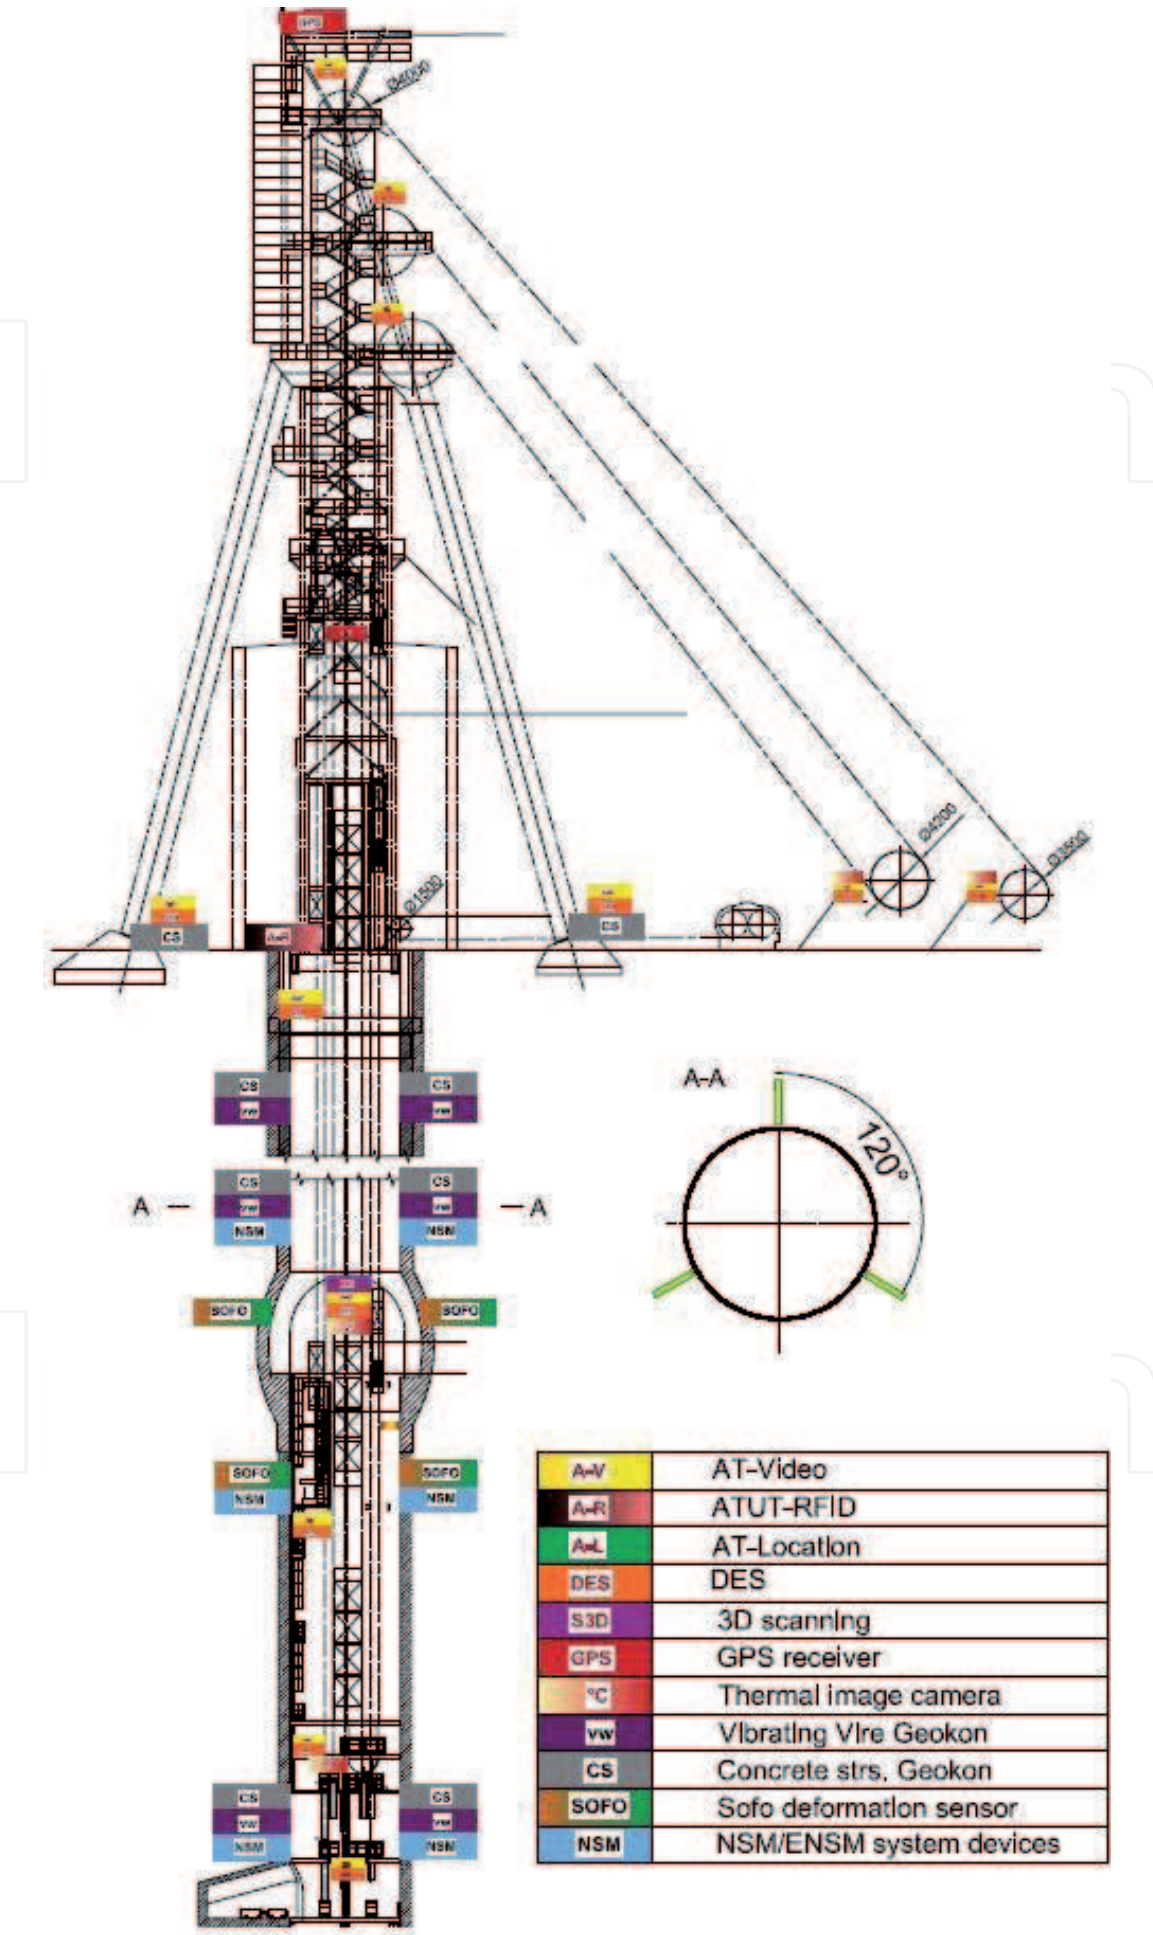 GPS
Ø4000
Ø4200
Ø3500
Ø1500
CS
CS
A-R
CS CS
vw vw
A-A
120°
CS CS
A – vw vw – A
NSM NSM
SOFO SOFO
SOFO SOFO
NSM NSM
A-V AT-Video
A-R ATUT-RFID
A-L AT-Location
DES DES
S3D 3D scanning
GPS GPS receiver
°C Thermal image camera
vw Vibrating Vire Geokon
CS Concrete strs, Geokon
SOFO Sofo deformation sensor
NSM NSM/ENSM system devices
CS CS
vw vw
NSM NSM